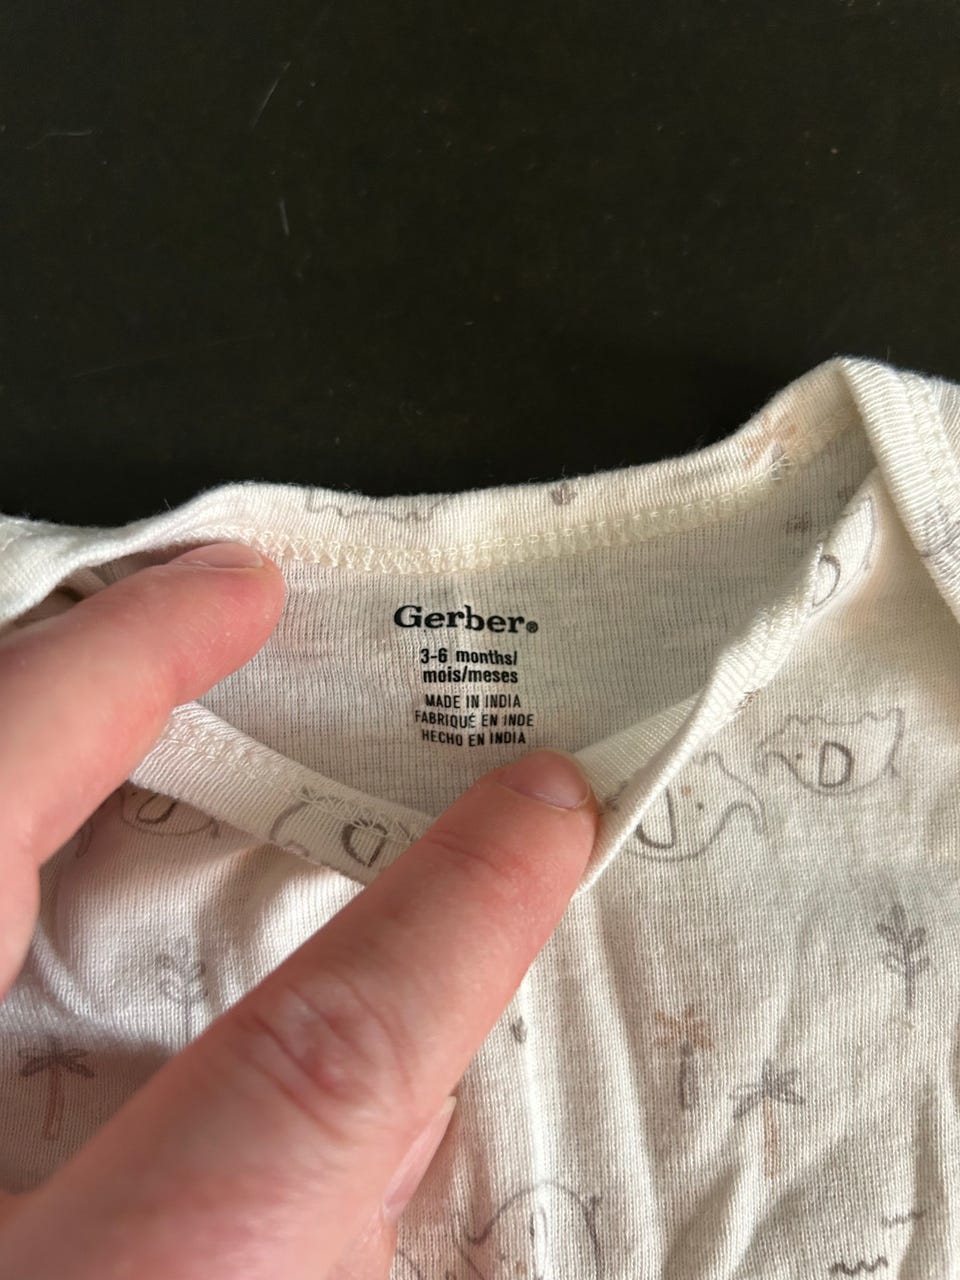 Gerber®
3-6 months/
mois/meses
MADE IN INDIA
FABRIQUÉ EN INDE
HECHO EN INDIA